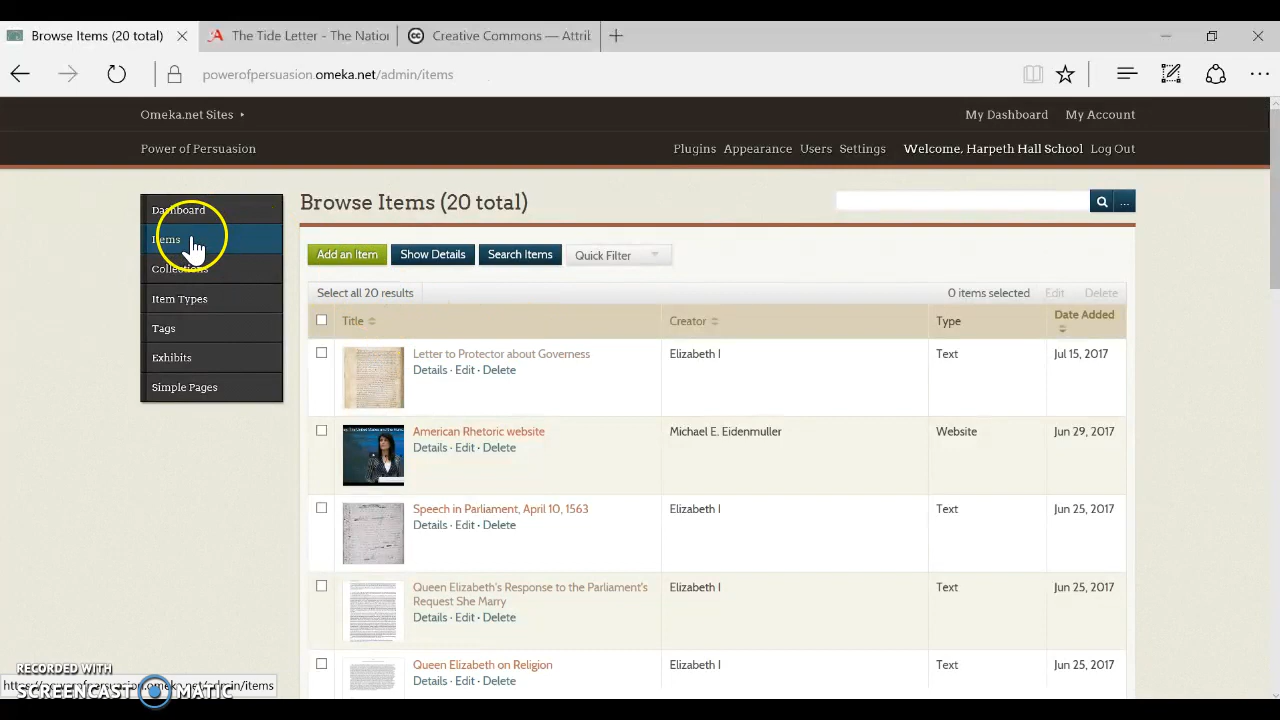 Browse Items (20 total)
The Tide Letter - The Nation
Creative Commons — Attrib
powerofpersuasion.omeka.net/admin/items
Omeka.net Sites
My Dashboard My Account
Power of Persuasion
Plugins Appearance Users Settings Welcome, Harpeth Hall School Log Out
Dashboard
Items
Collections
Item Types
Tags
Exhibits
Simple Pages
Browse Items (20 total)
...
Add an Item Show Details Search Items Quick Filter
Select all 20 results 0 items selected Edit Delete
Title Creator Type Date Added
Letter to Protector about Governess Elizabeth I Text Jul 15, 2017
Details · Edit · Delete
American Rhetoric website Michael E. Eidenmuller Website Jun 29, 2017
Details · Edit · Delete
Speech in Parliament, April 10, 1563 Elizabeth I Text Jun 25, 2017
Details · Edit · Delete
Queen Elizabeth's Response to the Parliament's Elizabeth I Text Jun 25, 2017
Request She Marry
Details · Edit · Delete
Queen Elizabeth on Religion Elizabeth I Text Jun 25, 2017
Details · Edit · Delete
RECORDED WITH
SCREENCAST MATIC